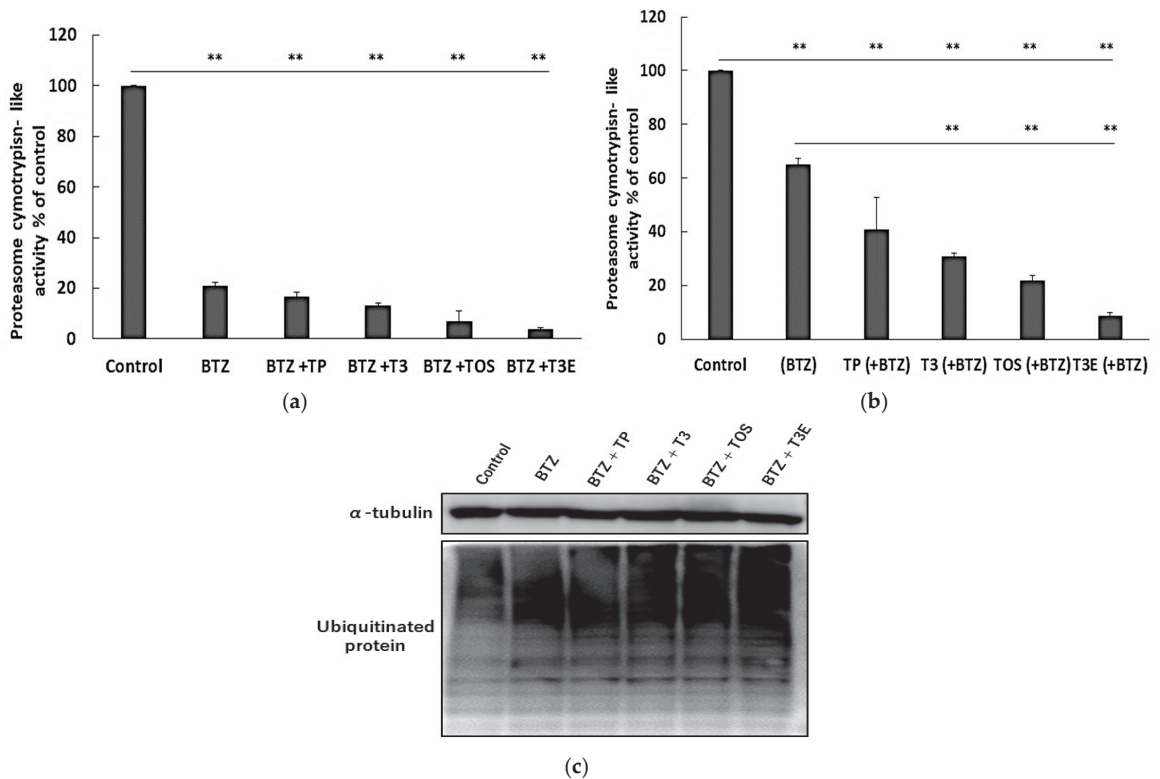 120
100
80
60
40
20
0
Proteasome cymotrypisn- like
activity % of control
** ** ** ** **
Control BTZ BTZ +TP BTZ +T3 BTZ +TOS BTZ +T3E
(a)
120
100
80
60
40
20
0
Proteasome cymotrypisn- like
activity % of control
** ** ** ** **
** ** **
Control (BTZ) TP (+BTZ) T3 (+BTZ) TOS (+BTZ) T3E (+BTZ)
(b)
Control BTZ BTZ + TP BTZ + T3 BTZ + TOS BTZ + T3E
α-tubulin
Ubiquitinated
protein
(c)